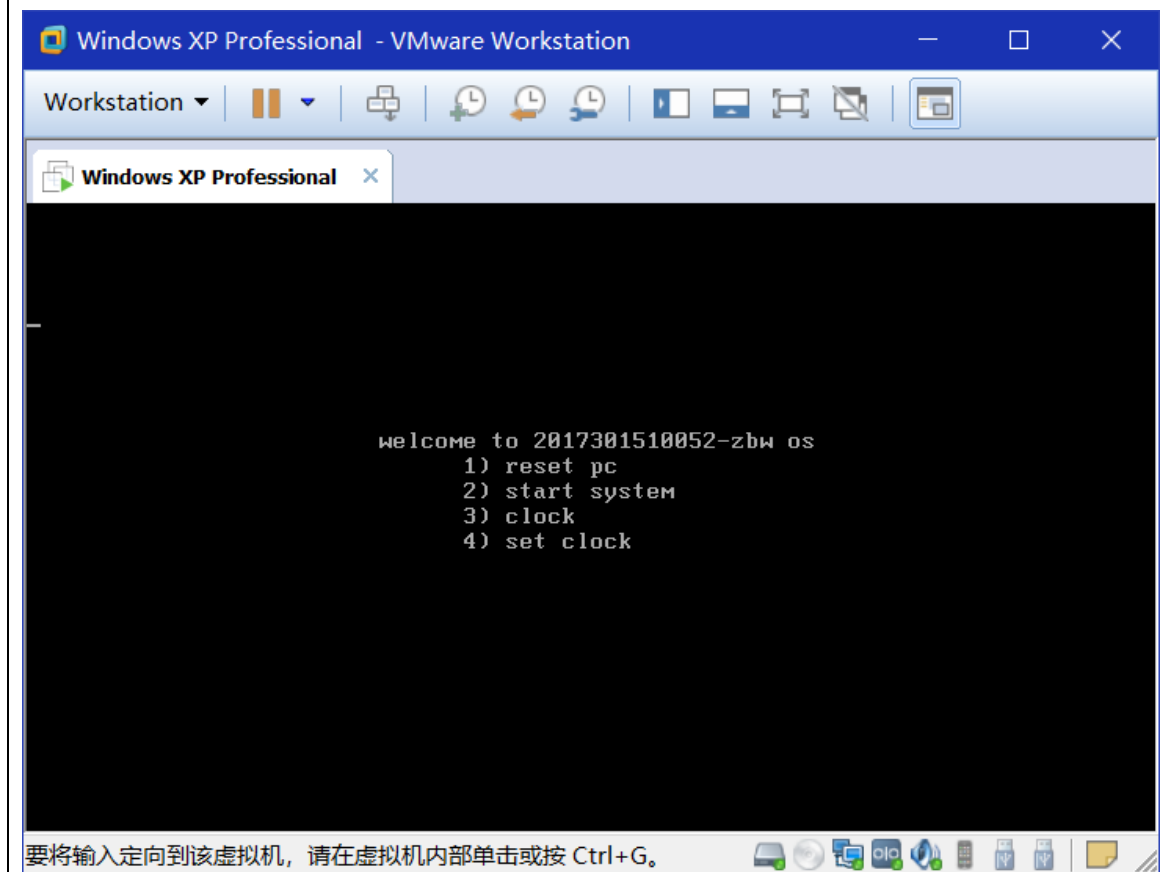 Windows XP Professional - VMware Workstation
Workstation
Windows XP Professional
welcome to 2017301510052-zbw os
1) reset pc
2) start system
3) clock
4) set clock
要将输入定向到该虚拟机，请在虚拟机内部单击或按 Ctrl+G。